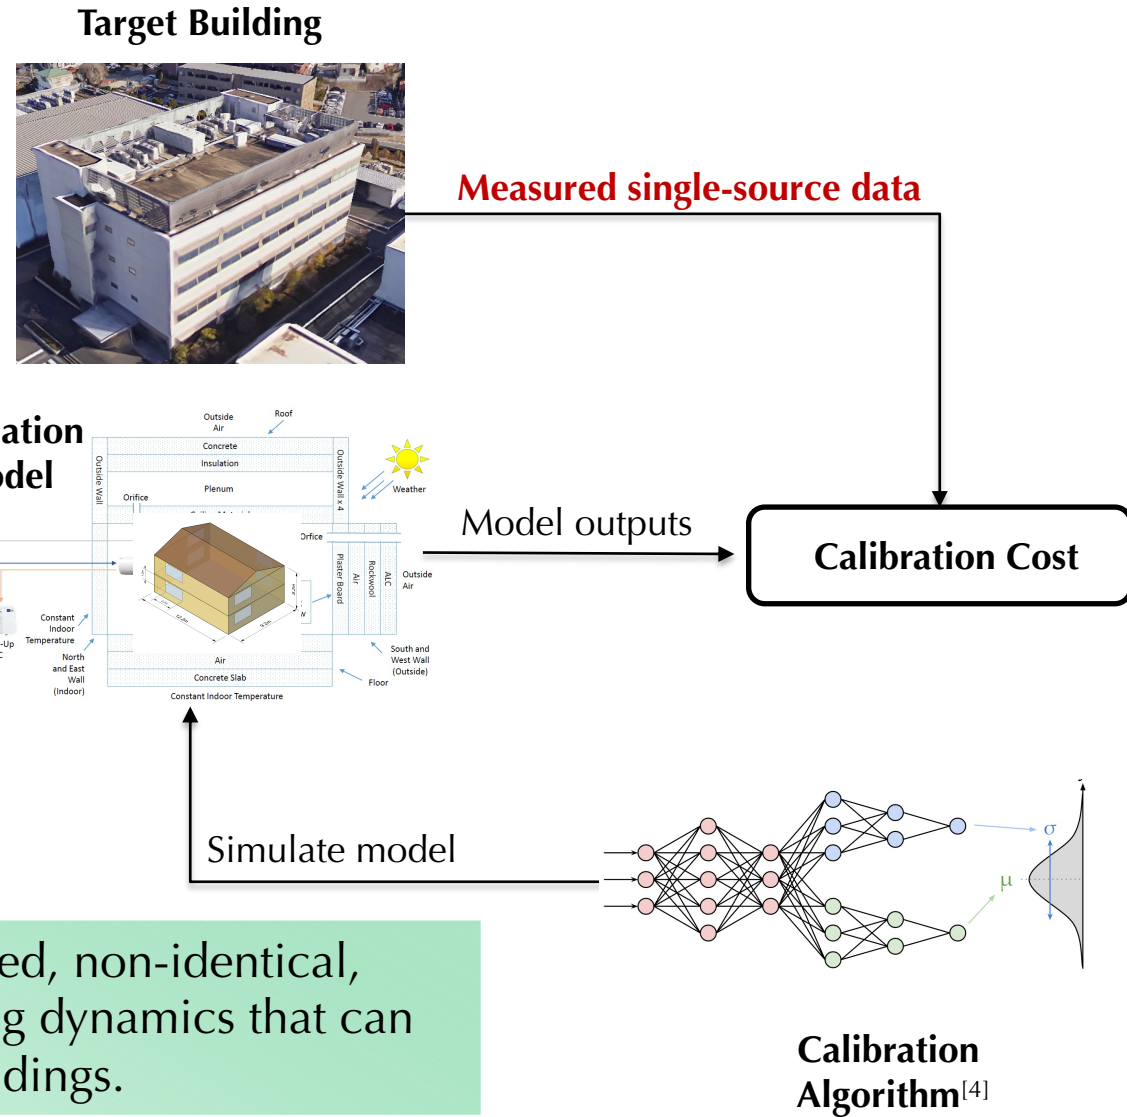 Target Building
Measured single-source data
Outside
Air
Roof
Concrete
Insulation
Plenum
Outside Wall
Outside Wall x 4
Orifice
Weather
Model outputs
Calibration Cost
Orifice
Plaster Board
Air
Rockwool
ALC
Outside
Air
Constant
Indoor
Temperature
North
and East
Wall
(Indoor)
Air
Concrete Slab
Constant Indoor Temperature
Floor
South and
West Wall
(Outside)
Simulate model
σ
μ
ed, non-identical,
g dynamics that can
dings.
Calibration
Algorithm[4]